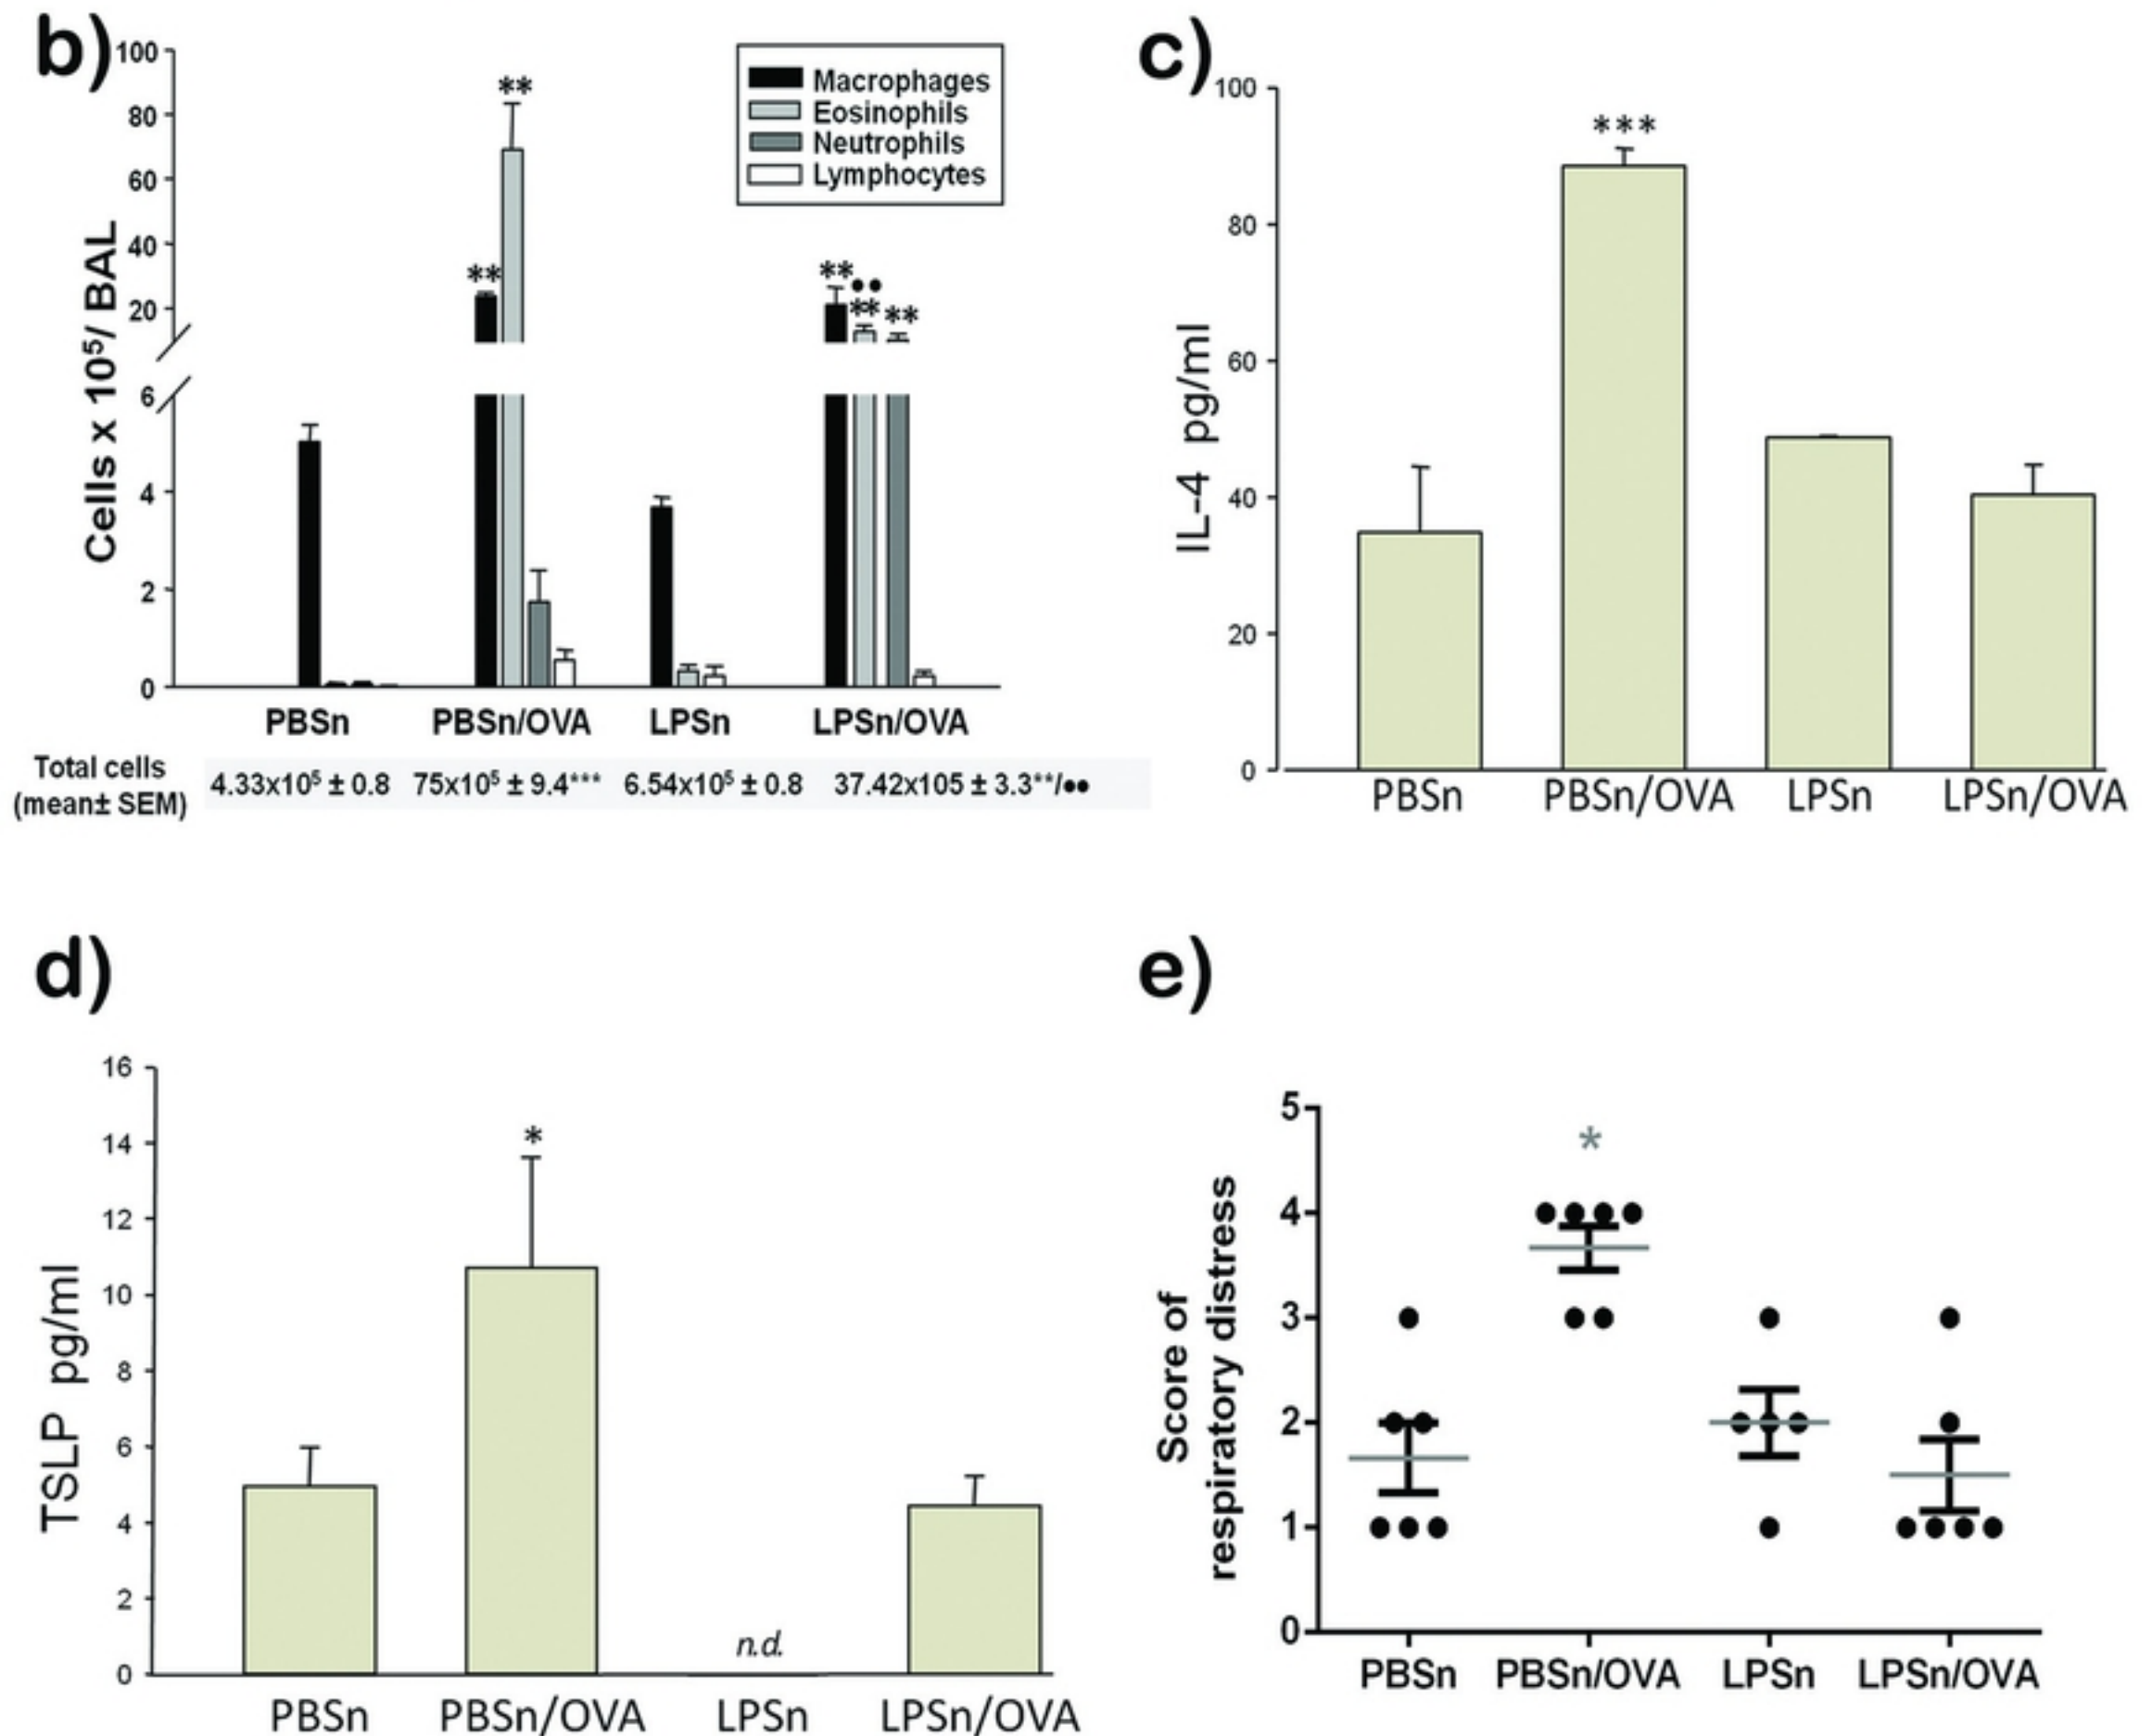 b)
100
80
60
40
20
6
4
2
0
Cells x 10⁵/ BAL
Macrophages
Eosinophils
Neutrophils
Lymphocytes
**
**
**
••
**
**
PBSn PBSn/OVA LPSn LPSn/OVA
Total cells
(mean± SEM)
4.33x10⁵ ± 0.8 75x10⁵ ± 9.4*** 6.54x10⁵ ± 0.8 37.42x105 ± 3.3**/••
c)
100
80
60
40
20
0
IL-4 pg/ml
***
PBSn PBSn/OVA LPSn LPSn/OVA
d)
16
14
12
10
8
6
4
2
0
TSLP pg/ml
*
n.d.
PBSn PBSn/OVA LPSn LPSn/OVA
e)
5
4
3
2
1
0
Score of
respiratory distress
*
PBSn PBSn/OVA LPSn LPSn/OVA